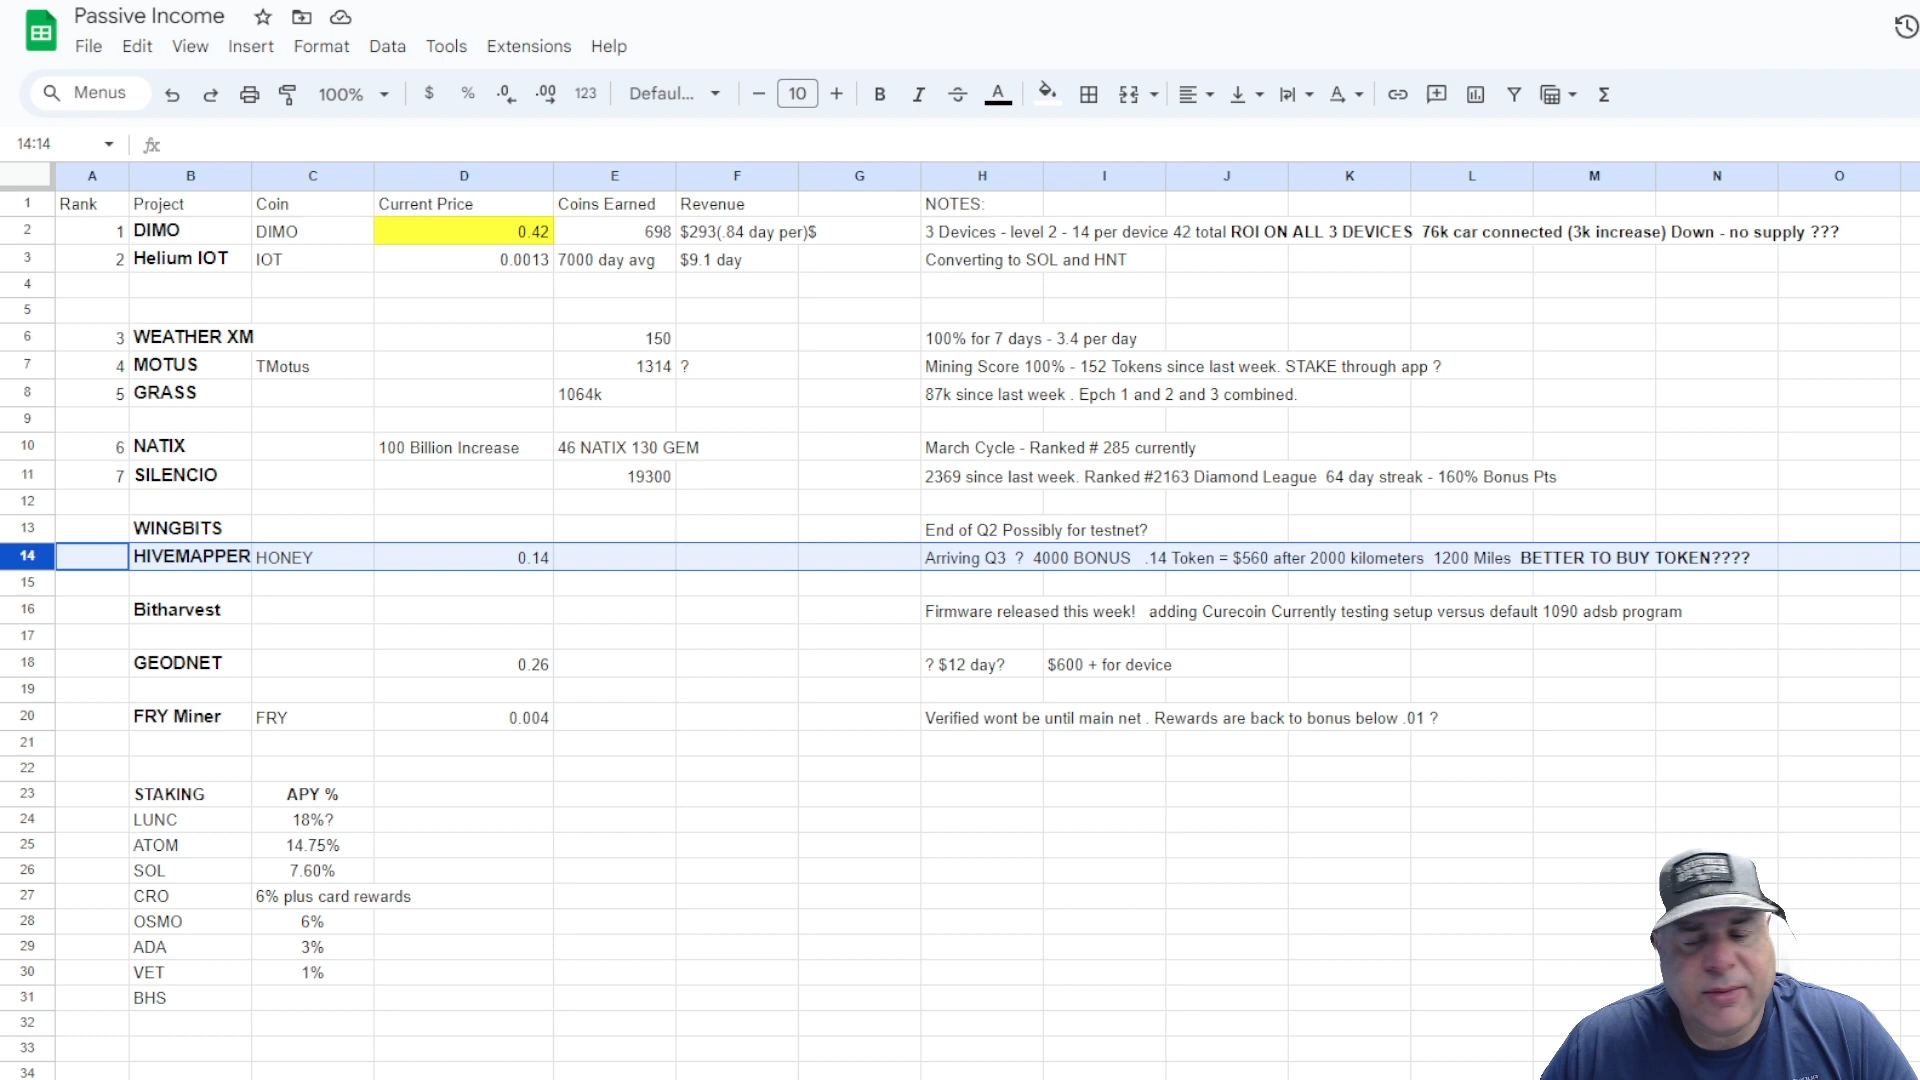 Passive Income
File Edit View Insert Format Data Tools Extensions Help
Menus 100% $ % .0 .00 123 Defaul... 10 B I A
14:14 fx
A B C D E F G H I J K L M N O
1 Rank Project Coin Current Price Coins Earned Revenue NOTES:
2 1 DIMO DIMO 0.42 698 $293(.84 day per)$ 3 Devices - level 2 - 14 per device 42 total ROI ON ALL 3 DEVICES 76k car connected (3k increase) Down - no supply ???
3 2 Helium IOT IOT 0.0013 7000 day avg $9.1 day Converting to SOL and HNT
4
5
6 3 WEATHER XM 150 100% for 7 days - 3.4 per day
7 4 MOTUS TMotus 1314 ? Mining Score 100% - 152 Tokens since last week. STAKE through app ?
8 5 GRASS 1064k 87k since last week . Epch 1 and 2 and 3 combined.
9
10 6 NATIX 100 Billion Increase 46 NATIX 130 GEM March Cycle - Ranked # 285 currently
11 7 SILENCIO 19300 2369 since last week. Ranked #2163 Diamond League 64 day streak - 160% Bonus Pts
12
13 WINGBITS End of Q2 Possibly for testnet?
14 HIVEMAPPER HONEY 0.14 Arriving Q3 ? 4000 BONUS .14 Token = $560 after 2000 kilometers 1200 Miles BETTER TO BUY TOKEN????
15
16 Bitharvest Firmware released this week! adding Curecoin Currently testing setup versus default 1090 adsb program
17
18 GEODNET 0.26 ? $12 day? $600 + for device
19
20 FRY Miner FRY 0.004 Verified wont be until main net . Rewards are back to bonus below .01 ?
21
22
23 STAKING APY %
24 LUNC 18%?
25 ATOM 14.75%
26 SOL 7.60%
27 CRO 6% plus card rewards
28 OSMO 6%
29 ADA 3%
30 VET 1%
31 BHS
32
33
34